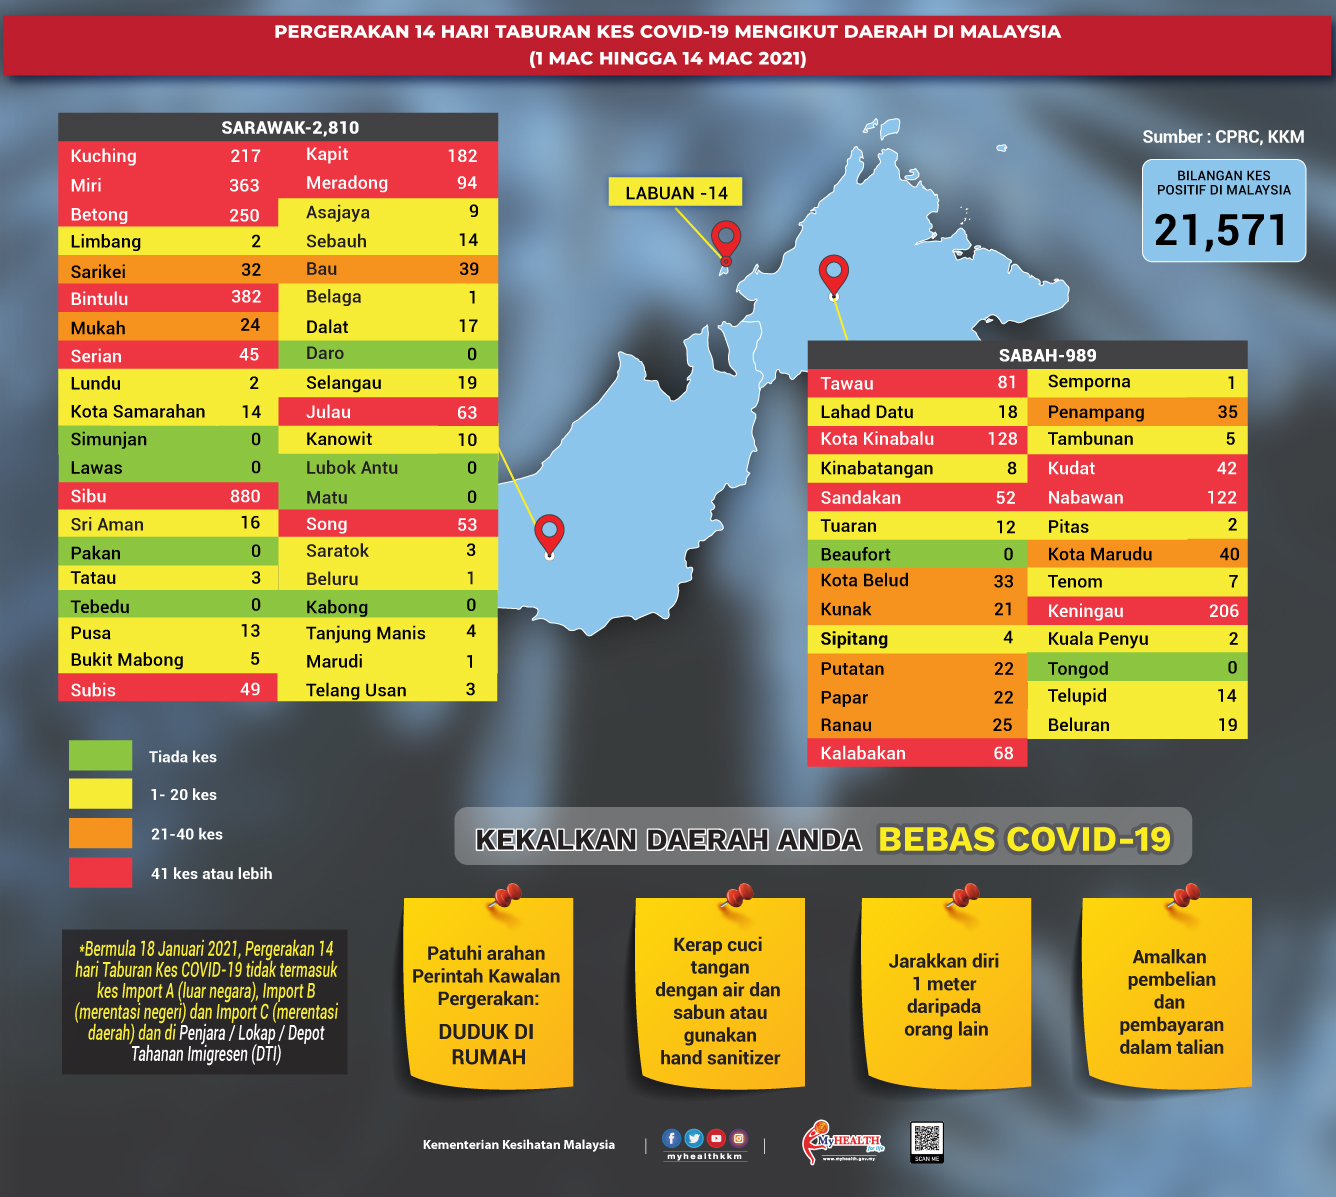 PERGERAKAN 14 HARI TABURAN KES COVID-19 MENGIKUT DAERAH DI MALAYSIA
(1 MAC HINGGA 14 MAC 2021)
Sumber : CPRC, KKM
BILANGAN KES
POSITIF DI MALAYSIA
21,571
LABUAN -14
SARAWAK-2,810
Kuching 217 Kapit 182
Miri 363 Meradong 94
Betong 250 Asajaya 9
Limbang 2 Sebauh 14
Sarikei 32 Bau 39
Bintulu 382 Belaga 1
Mukah 24 Dalat 17
Serian 45 Daro 0
Lundu 2 Selangau 19
Kota Samarahan 14 Julau 63
Simunjan 0 Kanowit 10
Lawas 0 Lubok Antu 0
Sibu 880 Matu 0
Sri Aman 16 Song 53
Pakan 0 Saratok 3
Tatau 3 Beluru 1
Tebedu 0 Kabong 0
Pusa 13 Tanjung Manis 4
Bukit Mabong 5 Marudi 1
Subis 49 Telang Usan 3
SABAH-989
Tawau 81 Semporna 1
Lahad Datu 18 Penampang 35
Kota Kinabalu 128 Tambunan 5
Kinabatangan 8 Kudat 42
Sandakan 52 Nabawan 122
Tuaran 12 Pitas 2
Beaufort 0 Kota Marudu 40
Kota Belud 33 Tenom 7
Kunak 21 Keningau 206
Sipitang 4 Kuala Penyu 2
Putatan 22 Tongod 0
Papar 22 Telupid 14
Ranau 25 Beluran 19
Kalabakan 68
Tiada kes
1- 20 kes
21-40 kes
41 kes atau lebih
*Bermula 18 Januari 2021, Pergerakan 14
hari Taburan Kes COVID-19 tidak termasuk
kes Import A (luar negara), Import B
(merentasi negeri) dan Import C (merentasi
daerah) dan di Penjara / Lokap / Depot
Tahanan Imigresen (DTI)
KEKALKAN DAERAH ANDA BEBAS COVID-19
Patuhi arahan
Perintah Kawalan
Pergerakan:
DUDUK DI
RUMAH
Kerap cuci
tangan
dengan air dan
sabun atau
gunakan
hand sanitizer
Jarakkan diri
1 meter
daripada
orang lain
Amalkan
pembelian
dan
pembayaran
dalam talian
Kementerian Kesihatan Malaysia
myhealthkkm
MyHEALTH
for life
www.myhealth.gov.my
SCAN ME